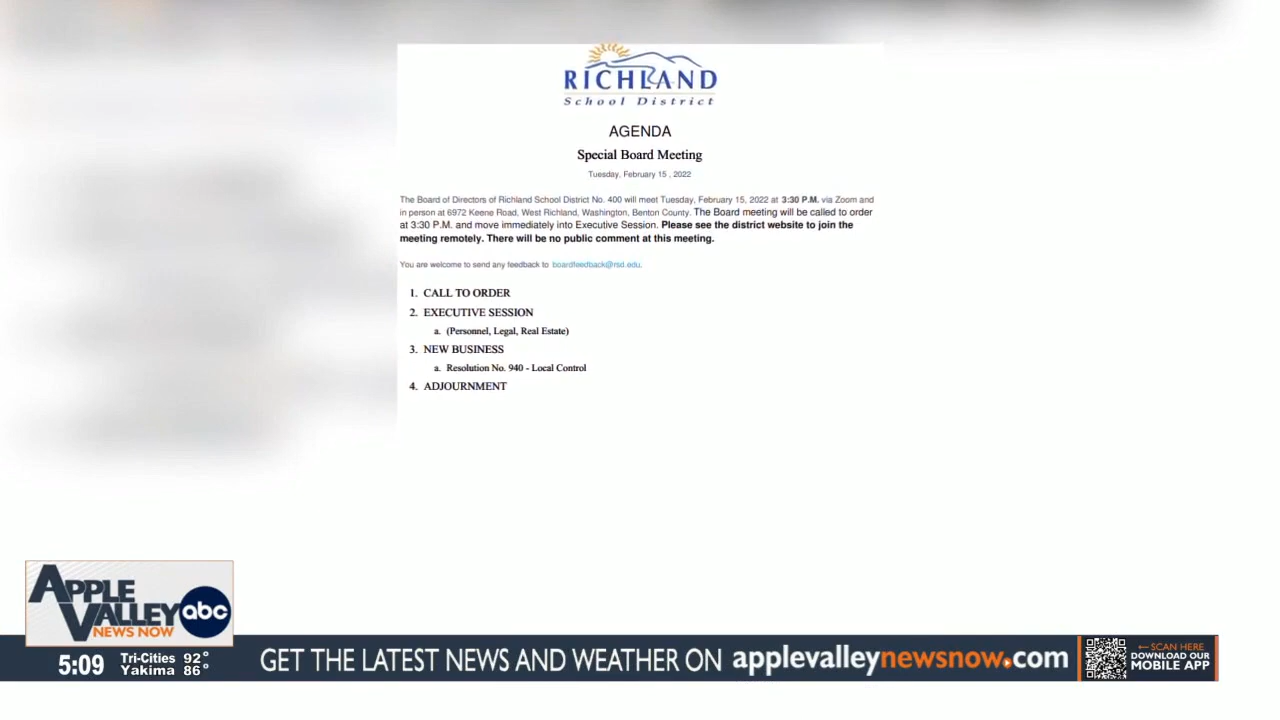 RICHLAND
School District
AGENDA
Special Board Meeting
Tuesday, February 15 , 2022
The Board of Directors of Richland School District No. 400 will meet Tuesday, February 15, 2022 at 3:30 P.M. via Zoom and
in person at 6972 Keene Road, West Richland, Washington, Benton County. The Board meeting will be called to order
at 3:30 P.M. and move immediately into Executive Session. Please see the district website to join the
meeting remotely. There will be no public comment at this meeting.
You are welcome to send any feedback to boardfeedback@rsd.edu.
1. CALL TO ORDER
2. EXECUTIVE SESSION
a. (Personnel, Legal, Real Estate)
3. NEW BUSINESS
a. Resolution No. 940 - Local Control
4. ADJOURNMENT
APPLE
VALLEY
NEWS NOW
abc
5:09
Tri-Cities 92°
Yakima 86°
GET THE LATEST NEWS AND WEATHER ON applevalleynewsnow.com
SCAN HERE
DOWNLOAD OUR
MOBILE APP